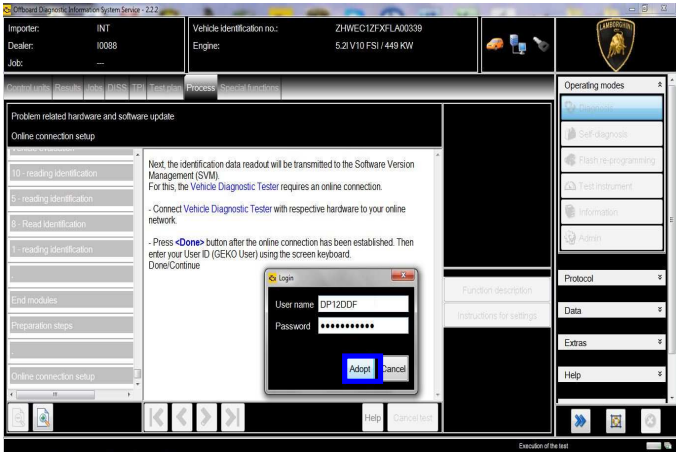 Offboard Diagnostic Information System Service - 2.2.2
Importer: INT
Dealer: I0088
Job: ---
Vehicle identification no.: ZHWEC1ZFXFLA00339
Engine: 5.2l V10 FSI / 449 KW
LAMBORGHINI
Control units Results Jobs DISS TPI Test plan Process Special functions
Problem related hardware and software update
Online connection setup
10 - reading identification
5 - reading identification
8 - Read identification
1 - reading identification
End modules
Preparation steps
Online connection setup
Next, the identification data readout will be transmitted to the Software Version
Management (SVM).
For this, the Vehicle Diagnostic Tester requires an online connection.
- Connect Vehicle Diagnostic Tester with respective hardware to your online
network.
- Press <Done> button after the online connection has been established. Then
enter your User ID (GEKO User) using the screen keyboard.
Done/Continue
Login
User name DP12DDF
Password
Adopt Cancel
Function description
Instructions for settings
Help Cancel test
Operating modes
Diagnosis
Self-diagnosis
Flash re-programming
Test instrument
Information
Admin
Protocol
Data
Extras
Help
Execution of the test